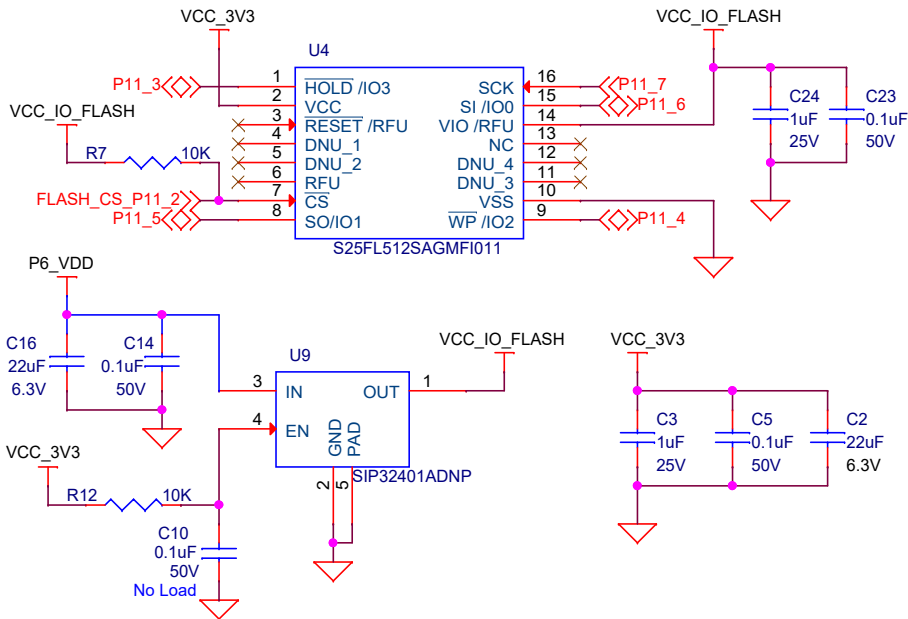 VCC_3V3
VCC_IO_FLASH
U4
P11_3
1
HOLD /IO3
SCK
16
P11_7
2
VCC
SI /IO0
15
P11_6
3
RESET /RFU
VIO /RFU
14
VCC_IO_FLASH
4
DNU_1
NC
13
R7
10K
5
DNU_2
DNU_4
12
6
RFU
DNU_3
11
FLASH_CS_P11_2
7
CS
VSS
10
P11_5
8
SO/IO1
WP /IO2
9
P11_4
S25FL512SAGMFI011
C24
1uF
25V
C23
0.1uF
50V
P6_VDD
C16
22uF
6.3V
C14
0.1uF
50V
U9
3
IN
OUT
1
VCC_IO_FLASH
4
EN
GND
PAD
2
5
SIP32401ADNP
VCC_3V3
R12
10K
C10
0.1uF
50V
No Load
VCC_3V3
C3
1uF
25V
C5
0.1uF
50V
C2
22uF
6.3V